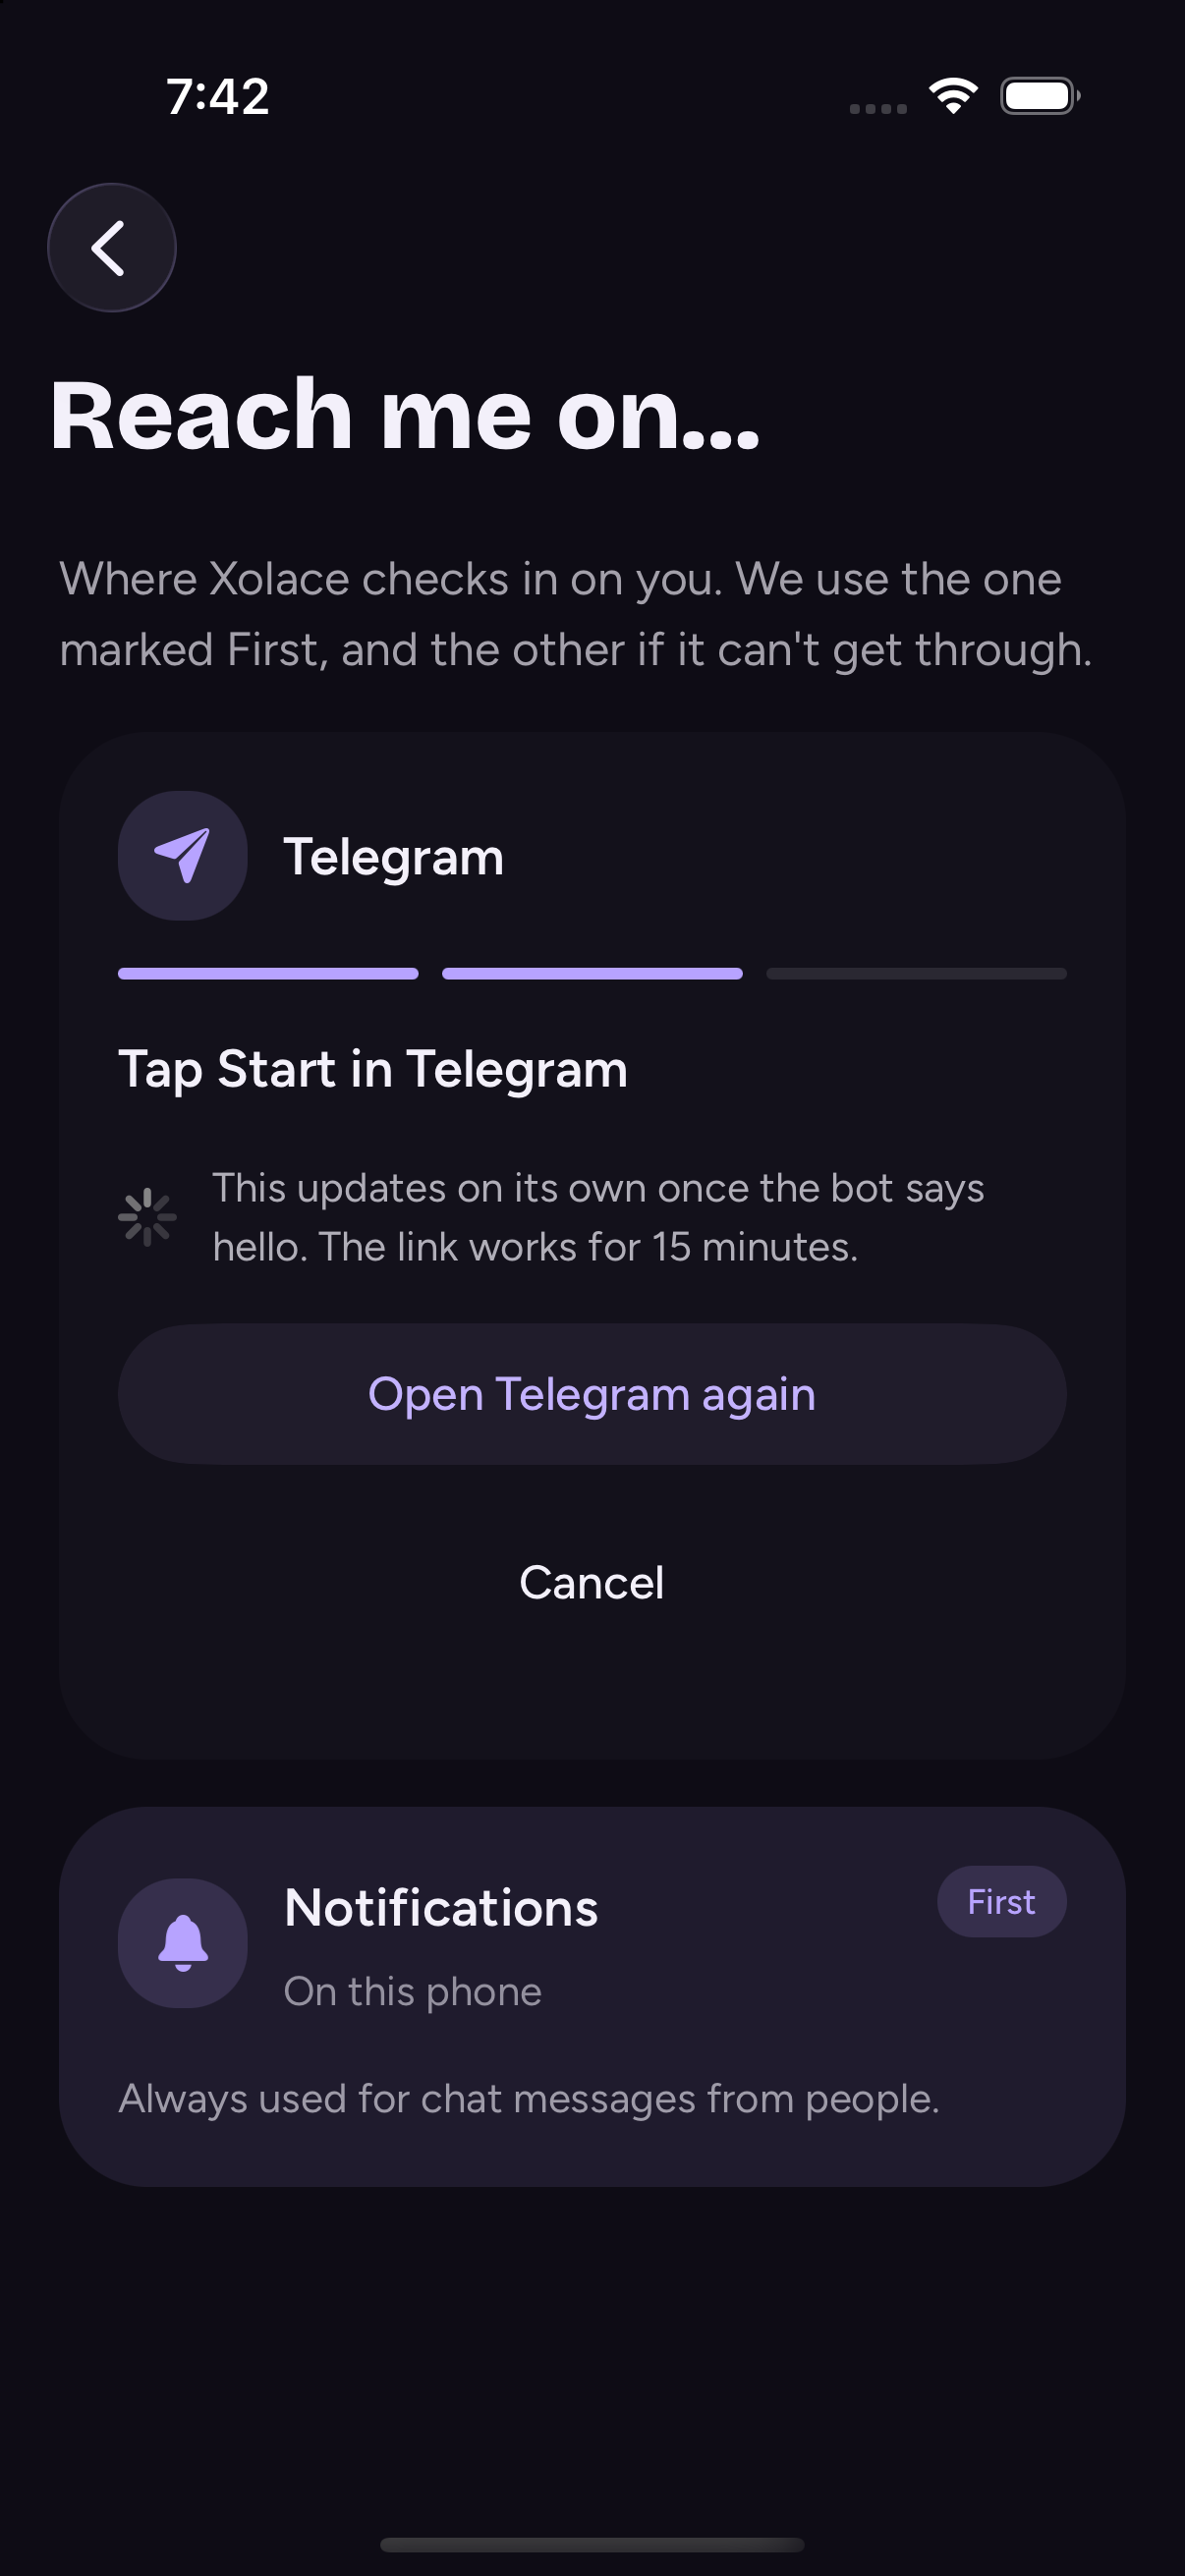 7:42
Reach me on...
Where Xolace checks in on you. We use the one
marked First, and the other if it can't get through.
Telegram
Tap Start in Telegram
This updates on its own once the bot says
hello. The link works for 15 minutes.
Open Telegram again
Cancel
Notifications
First
On this phone
Always used for chat messages from people.